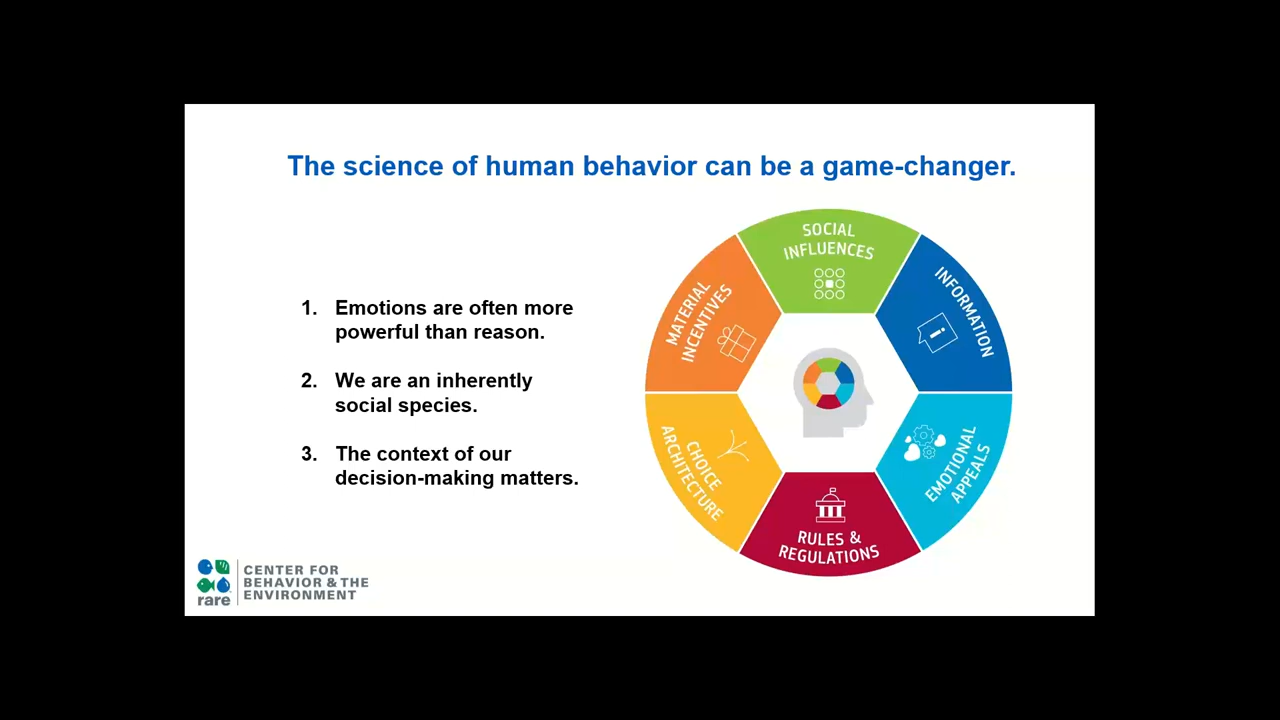 The science of human behavior can be a game-changer.
1. Emotions are often more
powerful than reason.
2. We are an inherently
social species.
3. The context of our
decision-making matters.
SOCIAL
INFLUENCES
INFORMATION
EMOTIONAL
APPEALS
RULES &
REGULATIONS
CHOICE
ARCHITECTURE
MATERIAL
INCENTIVES
i
rare
CENTER FOR
BEHAVIOR & THE
ENVIRONMENT